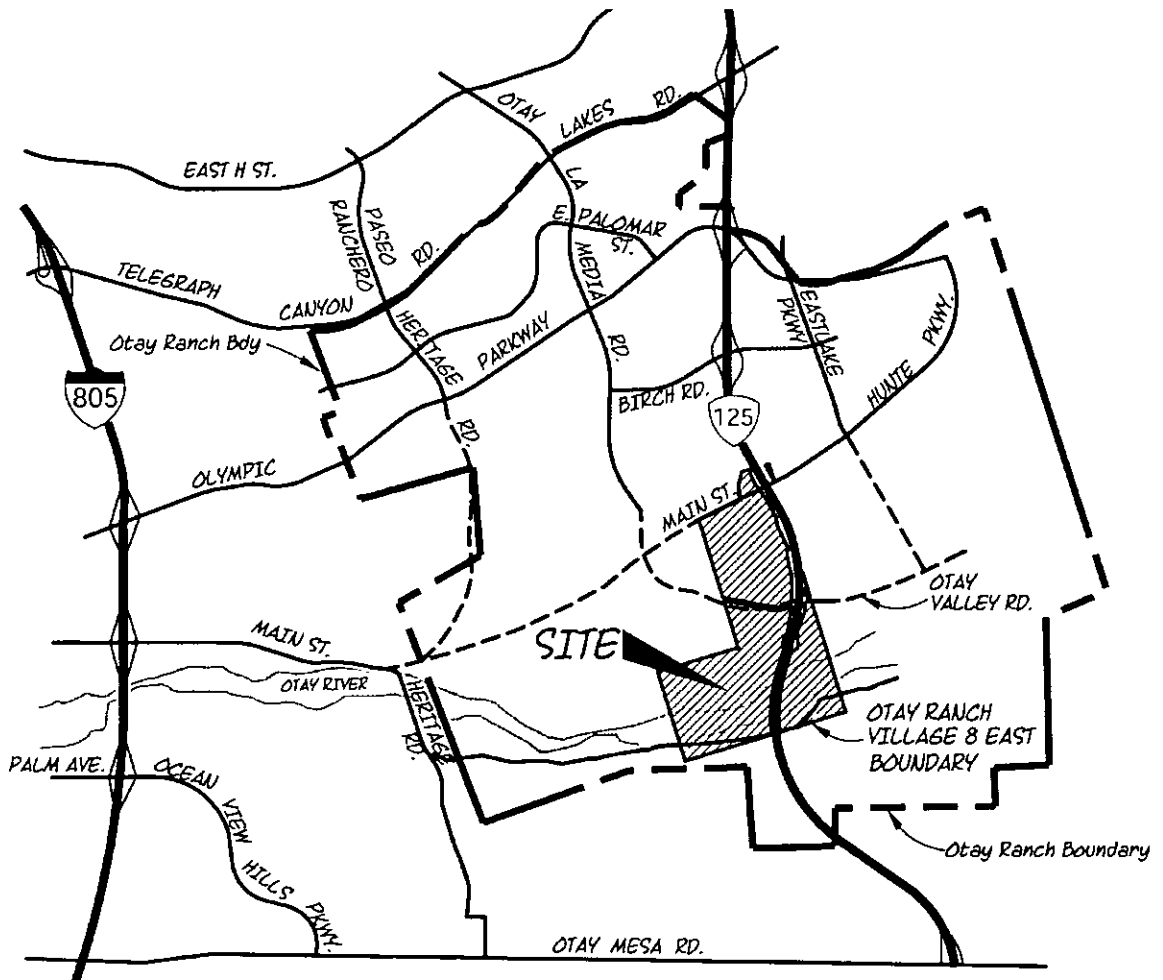 OTAY
LAKES
RD.
EAST H ST.
LA
MEDIA
RD.
PASEO
RANCHERO
E. PALOMAR
ST.
TELEGRAPH
CANYON
RD.
Otay Ranch Bdy
HERITAGE
RD.
PARKWAY
EASTLAKE
PKWY
HUNTE
PKWY.
805
BIRCH RD.
125
OLYMPIC
MAIN ST.
OTAY
VALLEY RD.
MAIN ST.
SITE
OTAY RIVER
HERITAGE
RD.
OTAY RANCH
VILLAGE 8 EAST
BOUNDARY
PALM AVE.
OCEAN
VIEW
HILLS
PKWY.
Otay Ranch Boundary
OTAY MESA RD.